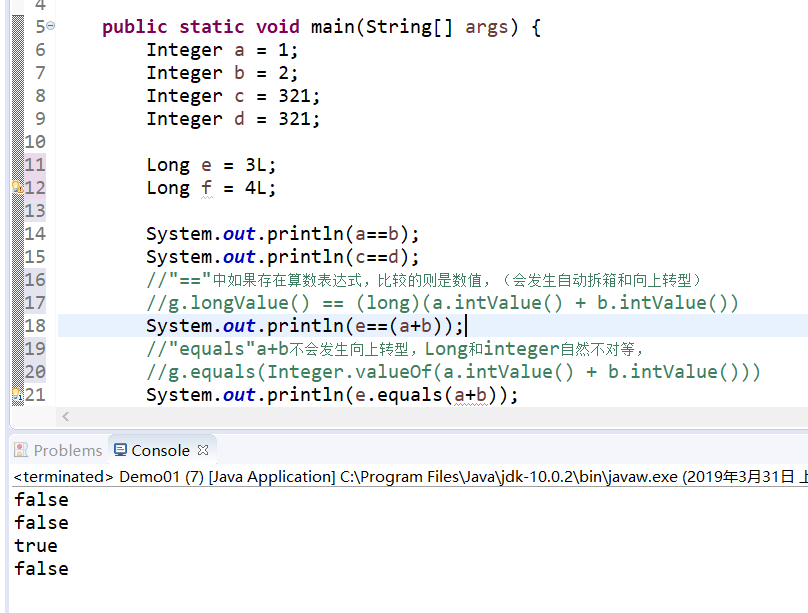 4
5 public static void main(String[] args) {
6 Integer a = 1;
7 Integer b = 2;
8 Integer c = 321;
9 Integer d = 321;
10
11 Long e = 3L;
12 Long f = 4L;
13
14 System.out.println(a==b);
15 System.out.println(c==d);
16 //"=="中如果存在算数表达式，比较的则是数值，（会发生自动拆箱和向上转型）
17 //g.longValue() == (long)(a.intValue() + b.intValue())
18 System.out.println(e==(a+b));
19 //"equals"a+b不会发生向上转型，Long和integer自然不对等，
20 //g.equals(Integer.valueOf(a.intValue() + b.intValue()))
21 System.out.println(e.equals(a+b));
Problems Console
<terminated> Demo01 (7) [Java Application] C:\Program Files\Java\jdk-10.0.2\bin\javaw.exe (2019年3月31日 上
false
false
true
false